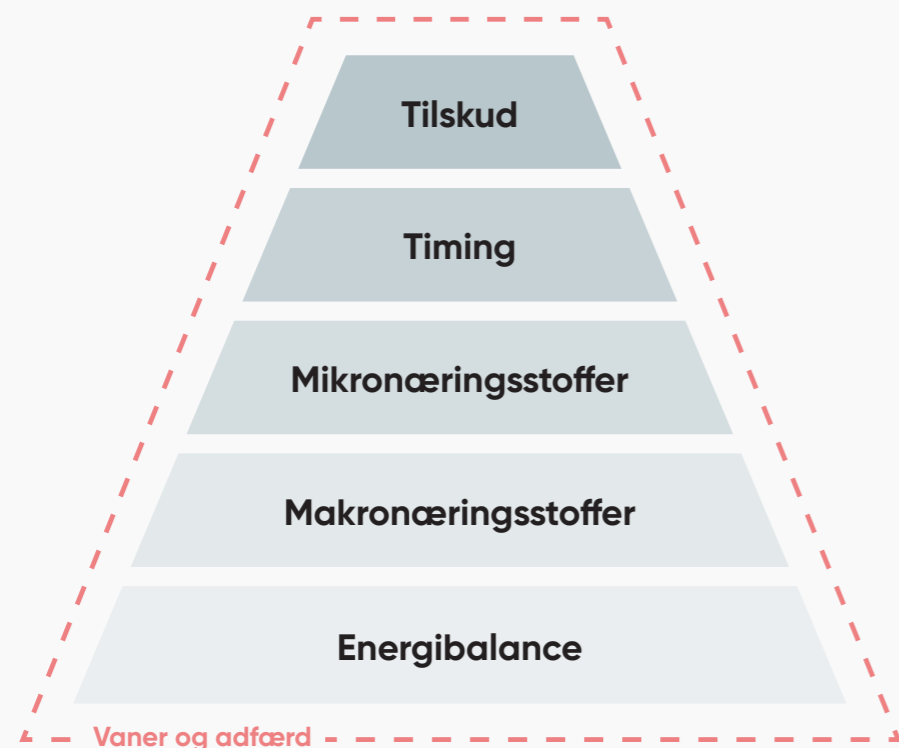 Tilskud
Timing
Mikronæringsstoffer
Makronæringsstoffer
Energibalance
Vaner og adfærd